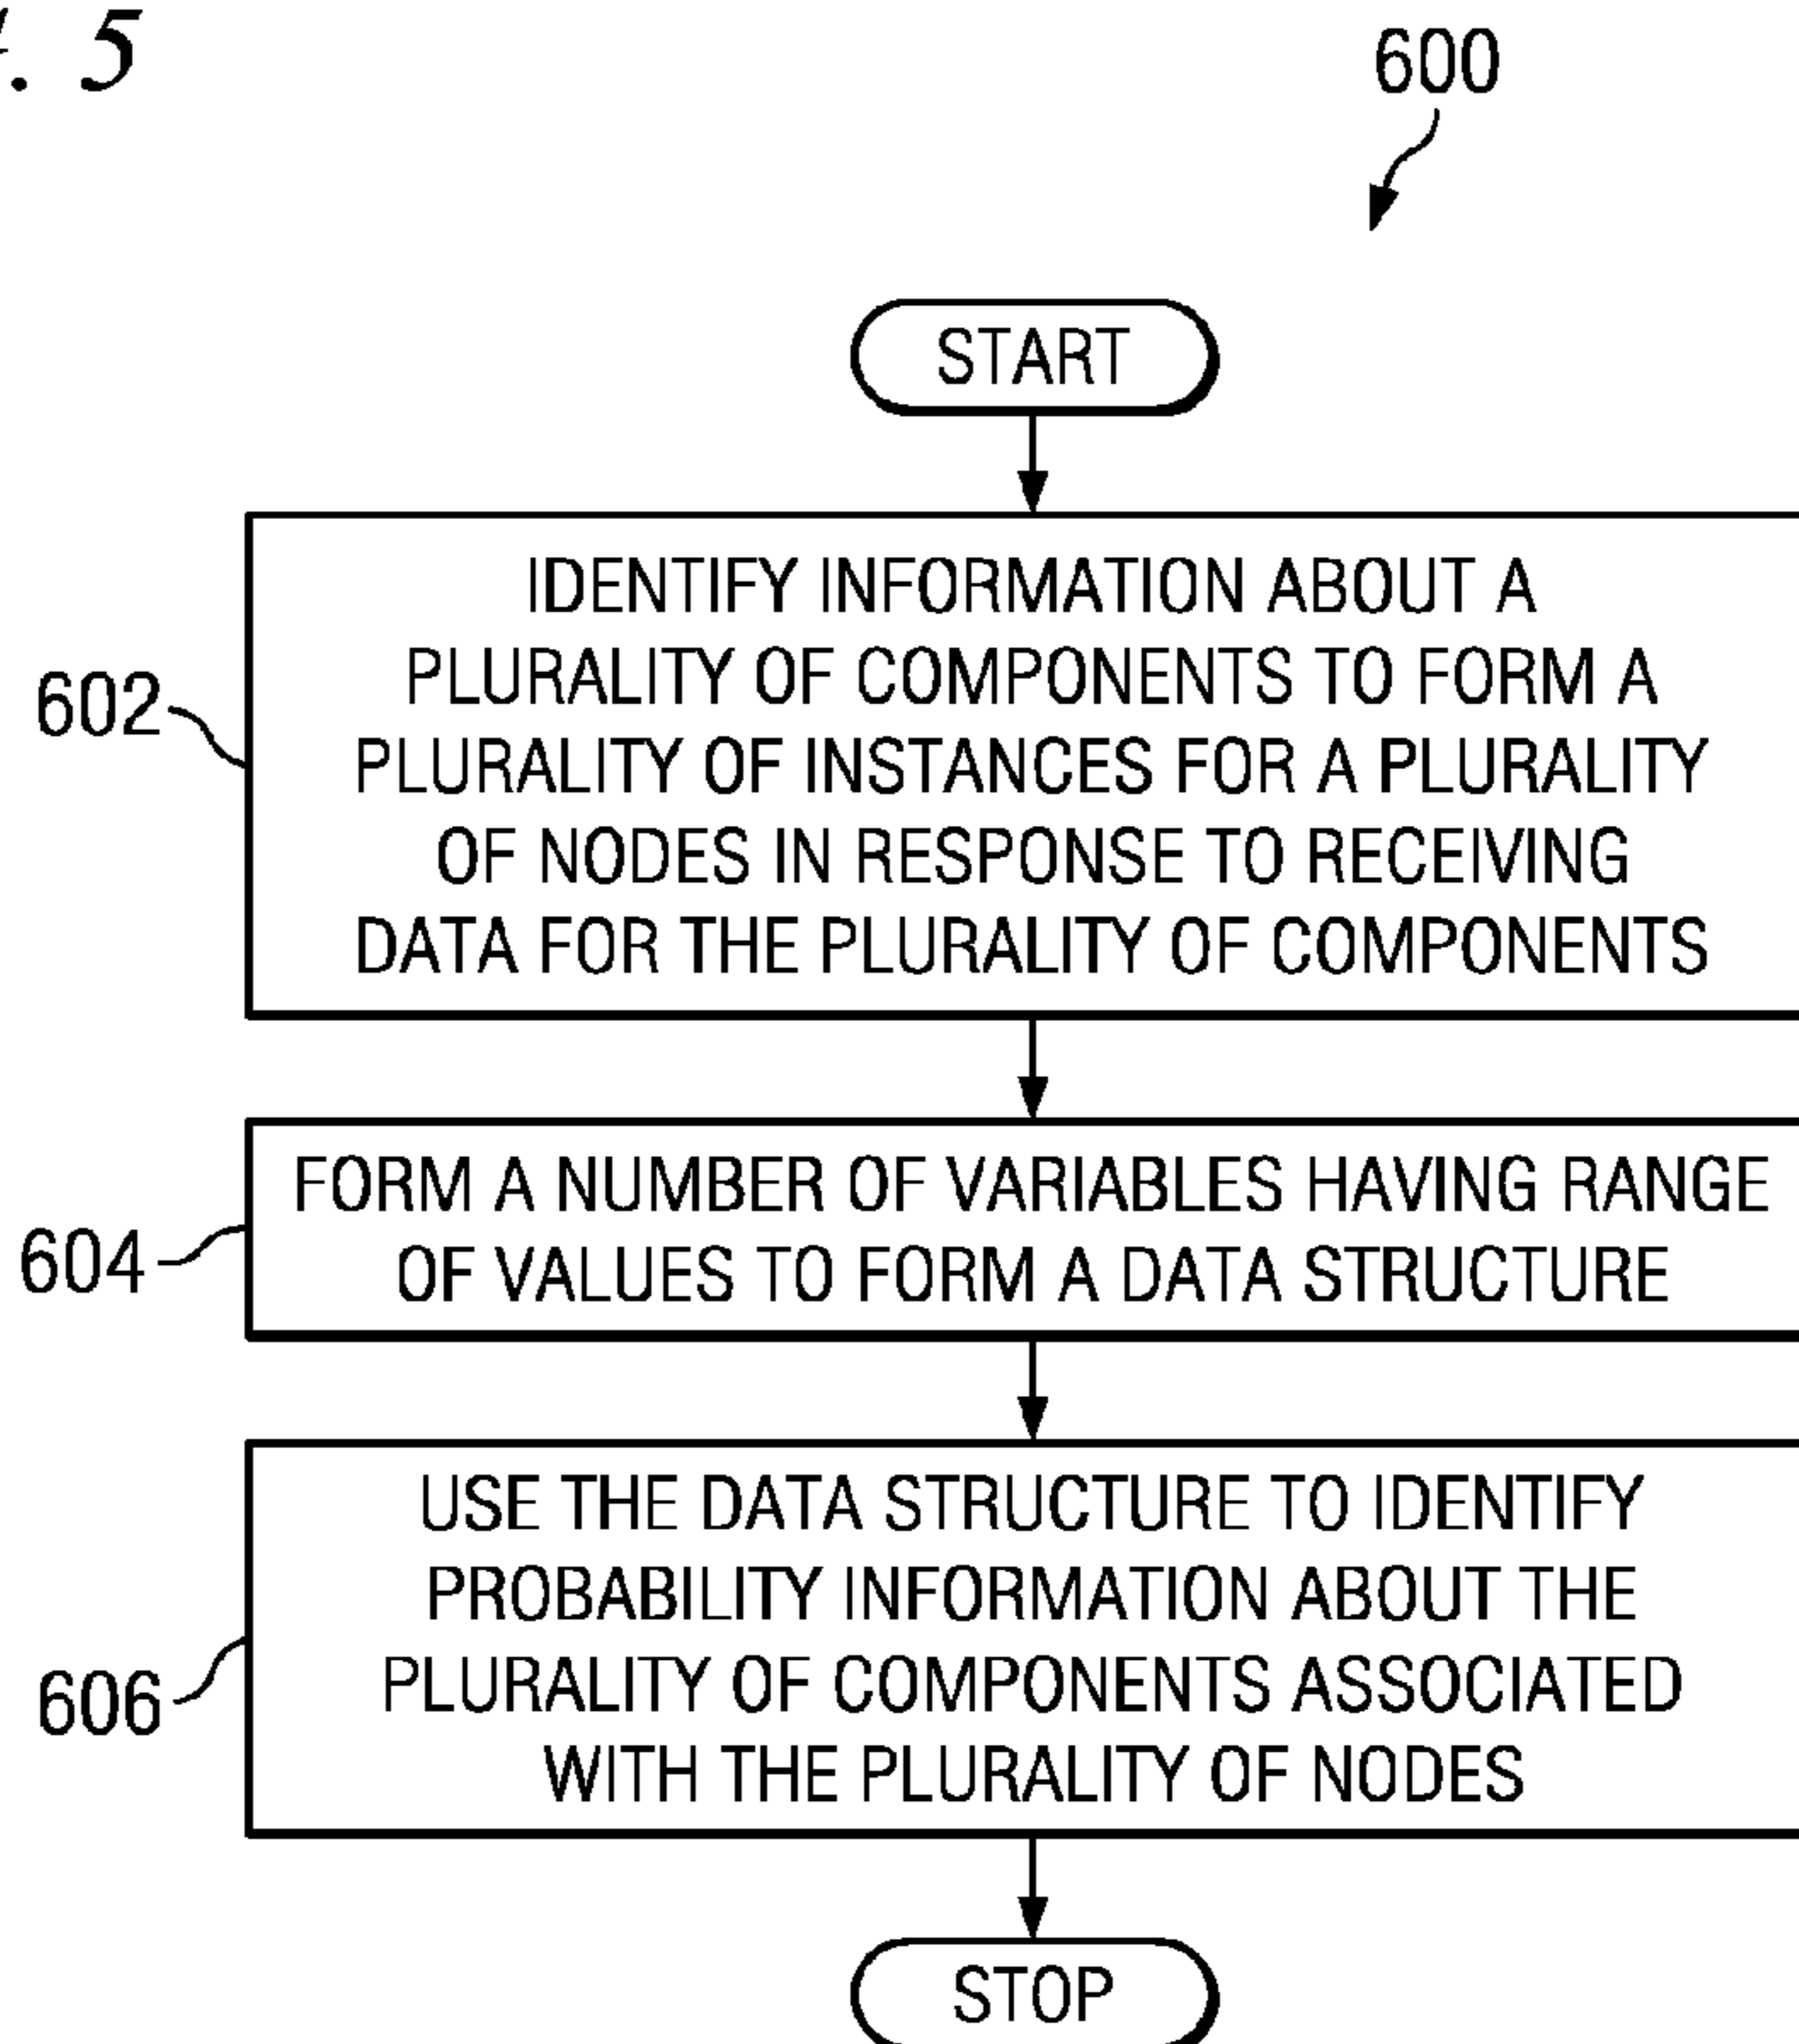 . 5
600
START
602
IDENTIFY INFORMATION ABOUT A
PLURALITY OF COMPONENTS TO FORM A
PLURALITY OF INSTANCES FOR A PLURALITY
OF NODES IN RESPONSE TO RECEIVING
DATA FOR THE PLURALITY OF COMPONENTS
604
FORM A NUMBER OF VARIABLES HAVING RANGE
OF VALUES TO FORM A DATA STRUCTURE
606
USE THE DATA STRUCTURE TO IDENTIFY
PROBABILITY INFORMATION ABOUT THE
PLURALITY OF COMPONENTS ASSOCIATED
WITH THE PLURALITY OF NODES
STOP